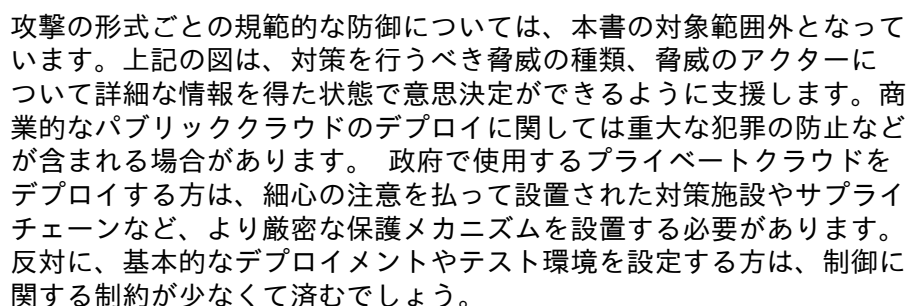 攻撃の形式ごとの規範的な防御については、本書の対象範囲外となって
います。上記の図は、対策を行うべき脅威の種類、脅威のアクターに
ついて詳細な情報を得た状態で意思決定ができるように支援します。商
業的なパブリッククラウドのデプロイに関しては重大な犯罪の防止など
が含まれる場合があります。 政府で使用するプライベートクラウドを
デプロイする方は、細心の注意を払って設置された対策施設やサプライ
チェーンなど、より厳密な保護メカニズムを設置する必要があります。
反対に、基本的なデプロイメントやテスト環境を設定する方は、制御に
関する制約が少なくて済むでしょう。